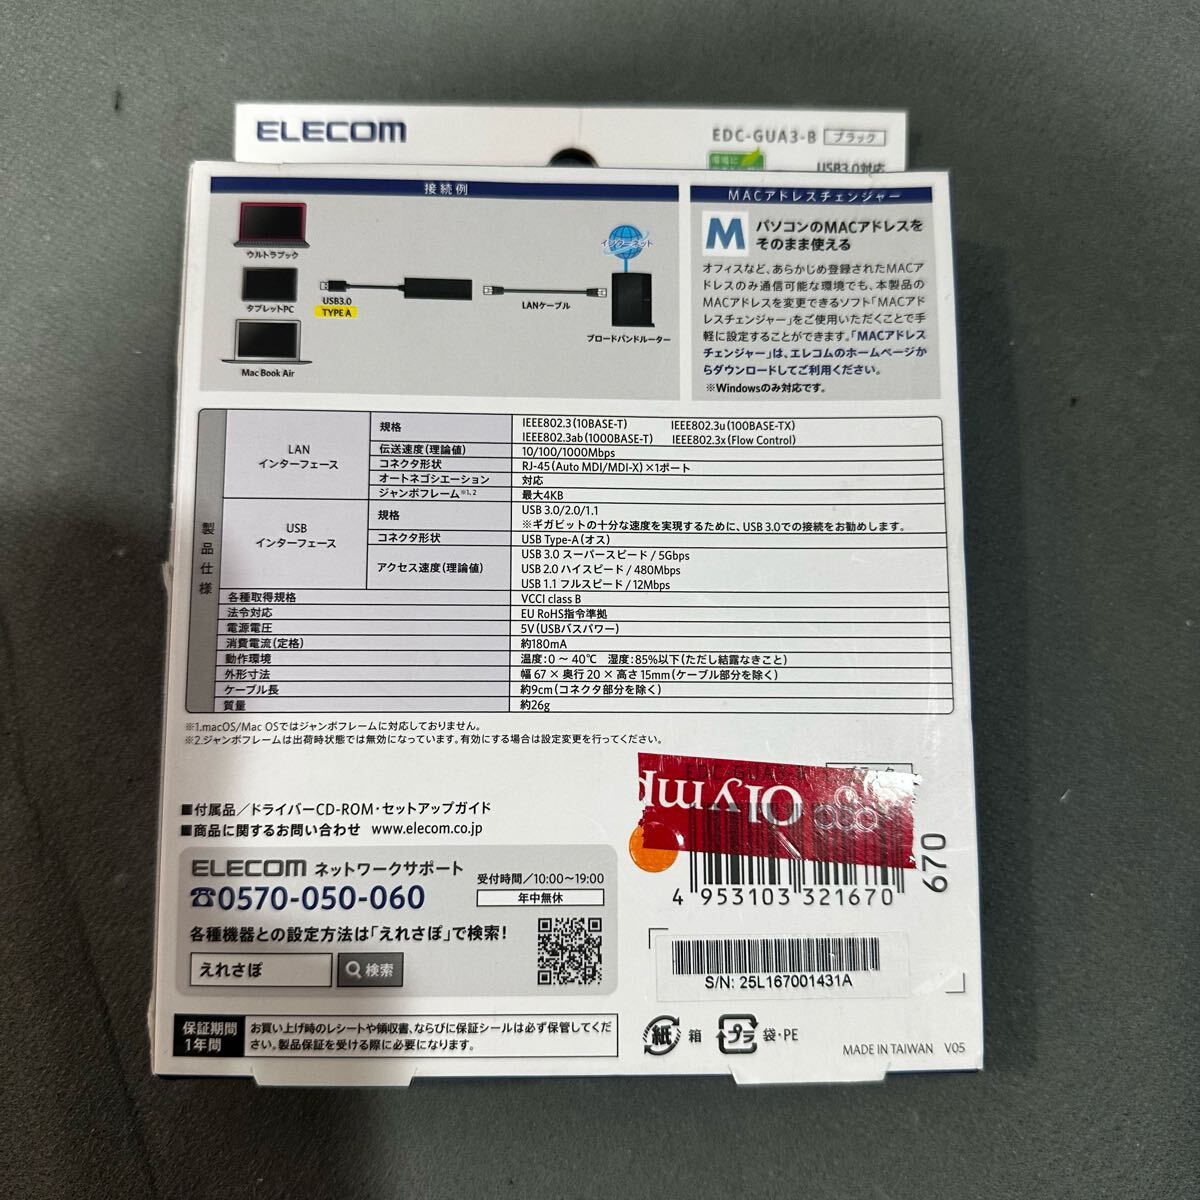 ELECOM
EDC-GUA3-B ブラック
USB3.0対応
接続例
ウルトラブック
タブレットPC
Mac Book Air
USB3.0
TYPE A
LANケーブル
インターネット
ブロードバンドルーター
MACアドレスチェンジャー
M
パソコンのMACアドレスを
そのまま使える
オフィスなど、あらかじめ登録されたMACア
ドレスのみ通信可能な環境でも、本製品の
MACアドレスを変更できるソフト「MACアド
レスチェンジャー」をご使用いただくことで手
軽に設定することができます。「MACアドレス
チェンジャー」は、エレコムのホームページか
らダウンロードしてご利用ください。
※Windowsのみ対応です。
製品仕様
LAN
インターフェース
規格
IEEE802.3(10BASE-T) IEEE802.3u(100BASE-TX)
IEEE802.3ab(1000BASE-T) IEEE802.3x(Flow Control)
伝送速度(理論値) 10/100/1000Mbps
コネクタ形状 RJ-45(Auto MDI/MDI-X)×1ポート
オートネゴシエーション 対応
ジャンボフレーム※1,2 最大4KB
USB
インターフェース
規格
USB 3.0/2.0/1.1
※ギガビットの十分な速度を実現するために、USB 3.0での接続をお勧めします。
コネクタ形状 USB Type-A(オス)
アクセス速度(理論値)
USB 3.0 スーパースピード / 5Gbps
USB 2.0 ハイスピード / 480Mbps
USB 1.1 フルスピード / 12Mbps
各種取得規格 VCCI class B
法令対応 EU RoHS指令準拠
電源電圧 5V(USBバスパワー)
消費電流(定格) 約180mA
動作環境 温度:0 ～ 40℃ 湿度:85%以下(ただし結露なきこと)
外形寸法 幅 67 × 奥行 20 × 高さ 15mm(ケーブル部分を除く)
ケーブル長 約9cm(コネクタ部分を除く)
質量 約26g
※1.macOS/Mac OSではジャンボフレームに対応しておりません。
※2.ジャンボフレームは出荷時状態では無効になっています。有効にする場合は設定変更を行ってください。
■付属品/ドライバーCD-ROM・セットアップガイド
■商品に関するお問い合わせ www.elecom.co.jp
ELECOM ネットワークサポート
☎0570-050-060
受付時間/10:00～19:00
年中無休
各種機器との設定方法は「えれさぽ」で検索!
えれさぽ
検索
保証期間
1年間
お買い上げ時のレシートや領収書、ならびに保証シールは必ず保管してくだ
さい。製品保証を受ける際に必要になります。
EDC-GUA3-B ブラック
Olymp
4 953103 321670
670
S/N: 25L167001431A
紙 箱
プラ 袋・PE
MADE IN TAIWAN V05